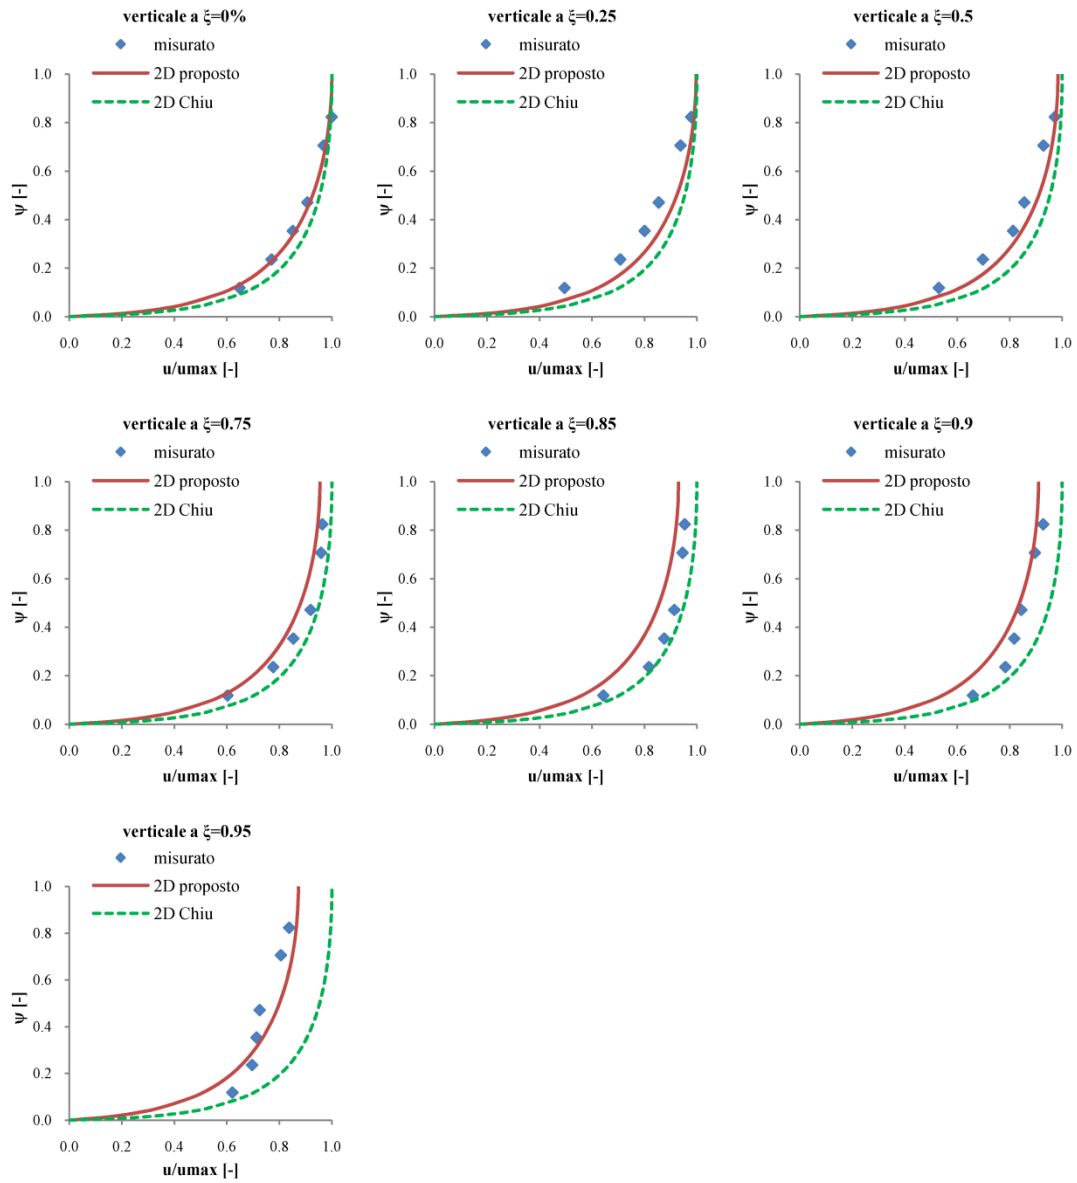 verticale a ξ=0%
misurato
2D proposto
2D Chiu
1.0
0.8
0.6
0.4
0.2
0.0
ψ [-]
0.0 0.2 0.4 0.6 0.8 1.0
u/umax [-]
verticale a ξ=0.25
misurato
2D proposto
2D Chiu
1.0
0.8
0.6
0.4
0.2
0.0
ψ [-]
0.0 0.2 0.4 0.6 0.8 1.0
u/umax [-]
verticale a ξ=0.5
misurato
2D proposto
2D Chiu
1.0
0.8
0.6
0.4
0.2
0.0
ψ [-]
0.0 0.2 0.4 0.6 0.8 1.0
u/umax [-]
verticale a ξ=0.75
misurato
2D proposto
2D Chiu
1.0
0.8
0.6
0.4
0.2
0.0
ψ [-]
0.0 0.2 0.4 0.6 0.8 1.0
u/umax [-]
verticale a ξ=0.85
misurato
2D proposto
2D Chiu
1.0
0.8
0.6
0.4
0.2
0.0
ψ [-]
0.0 0.2 0.4 0.6 0.8 1.0
u/umax [-]
verticale a ξ=0.9
misurato
2D proposto
2D Chiu
1.0
0.8
0.6
0.4
0.2
0.0
ψ [-]
0.0 0.2 0.4 0.6 0.8 1.0
u/umax [-]
verticale a ξ=0.95
misurato
2D proposto
2D Chiu
1.0
0.8
0.6
0.4
0.2
0.0
ψ [-]
0.0 0.2 0.4 0.6 0.8 1.0
u/umax [-]